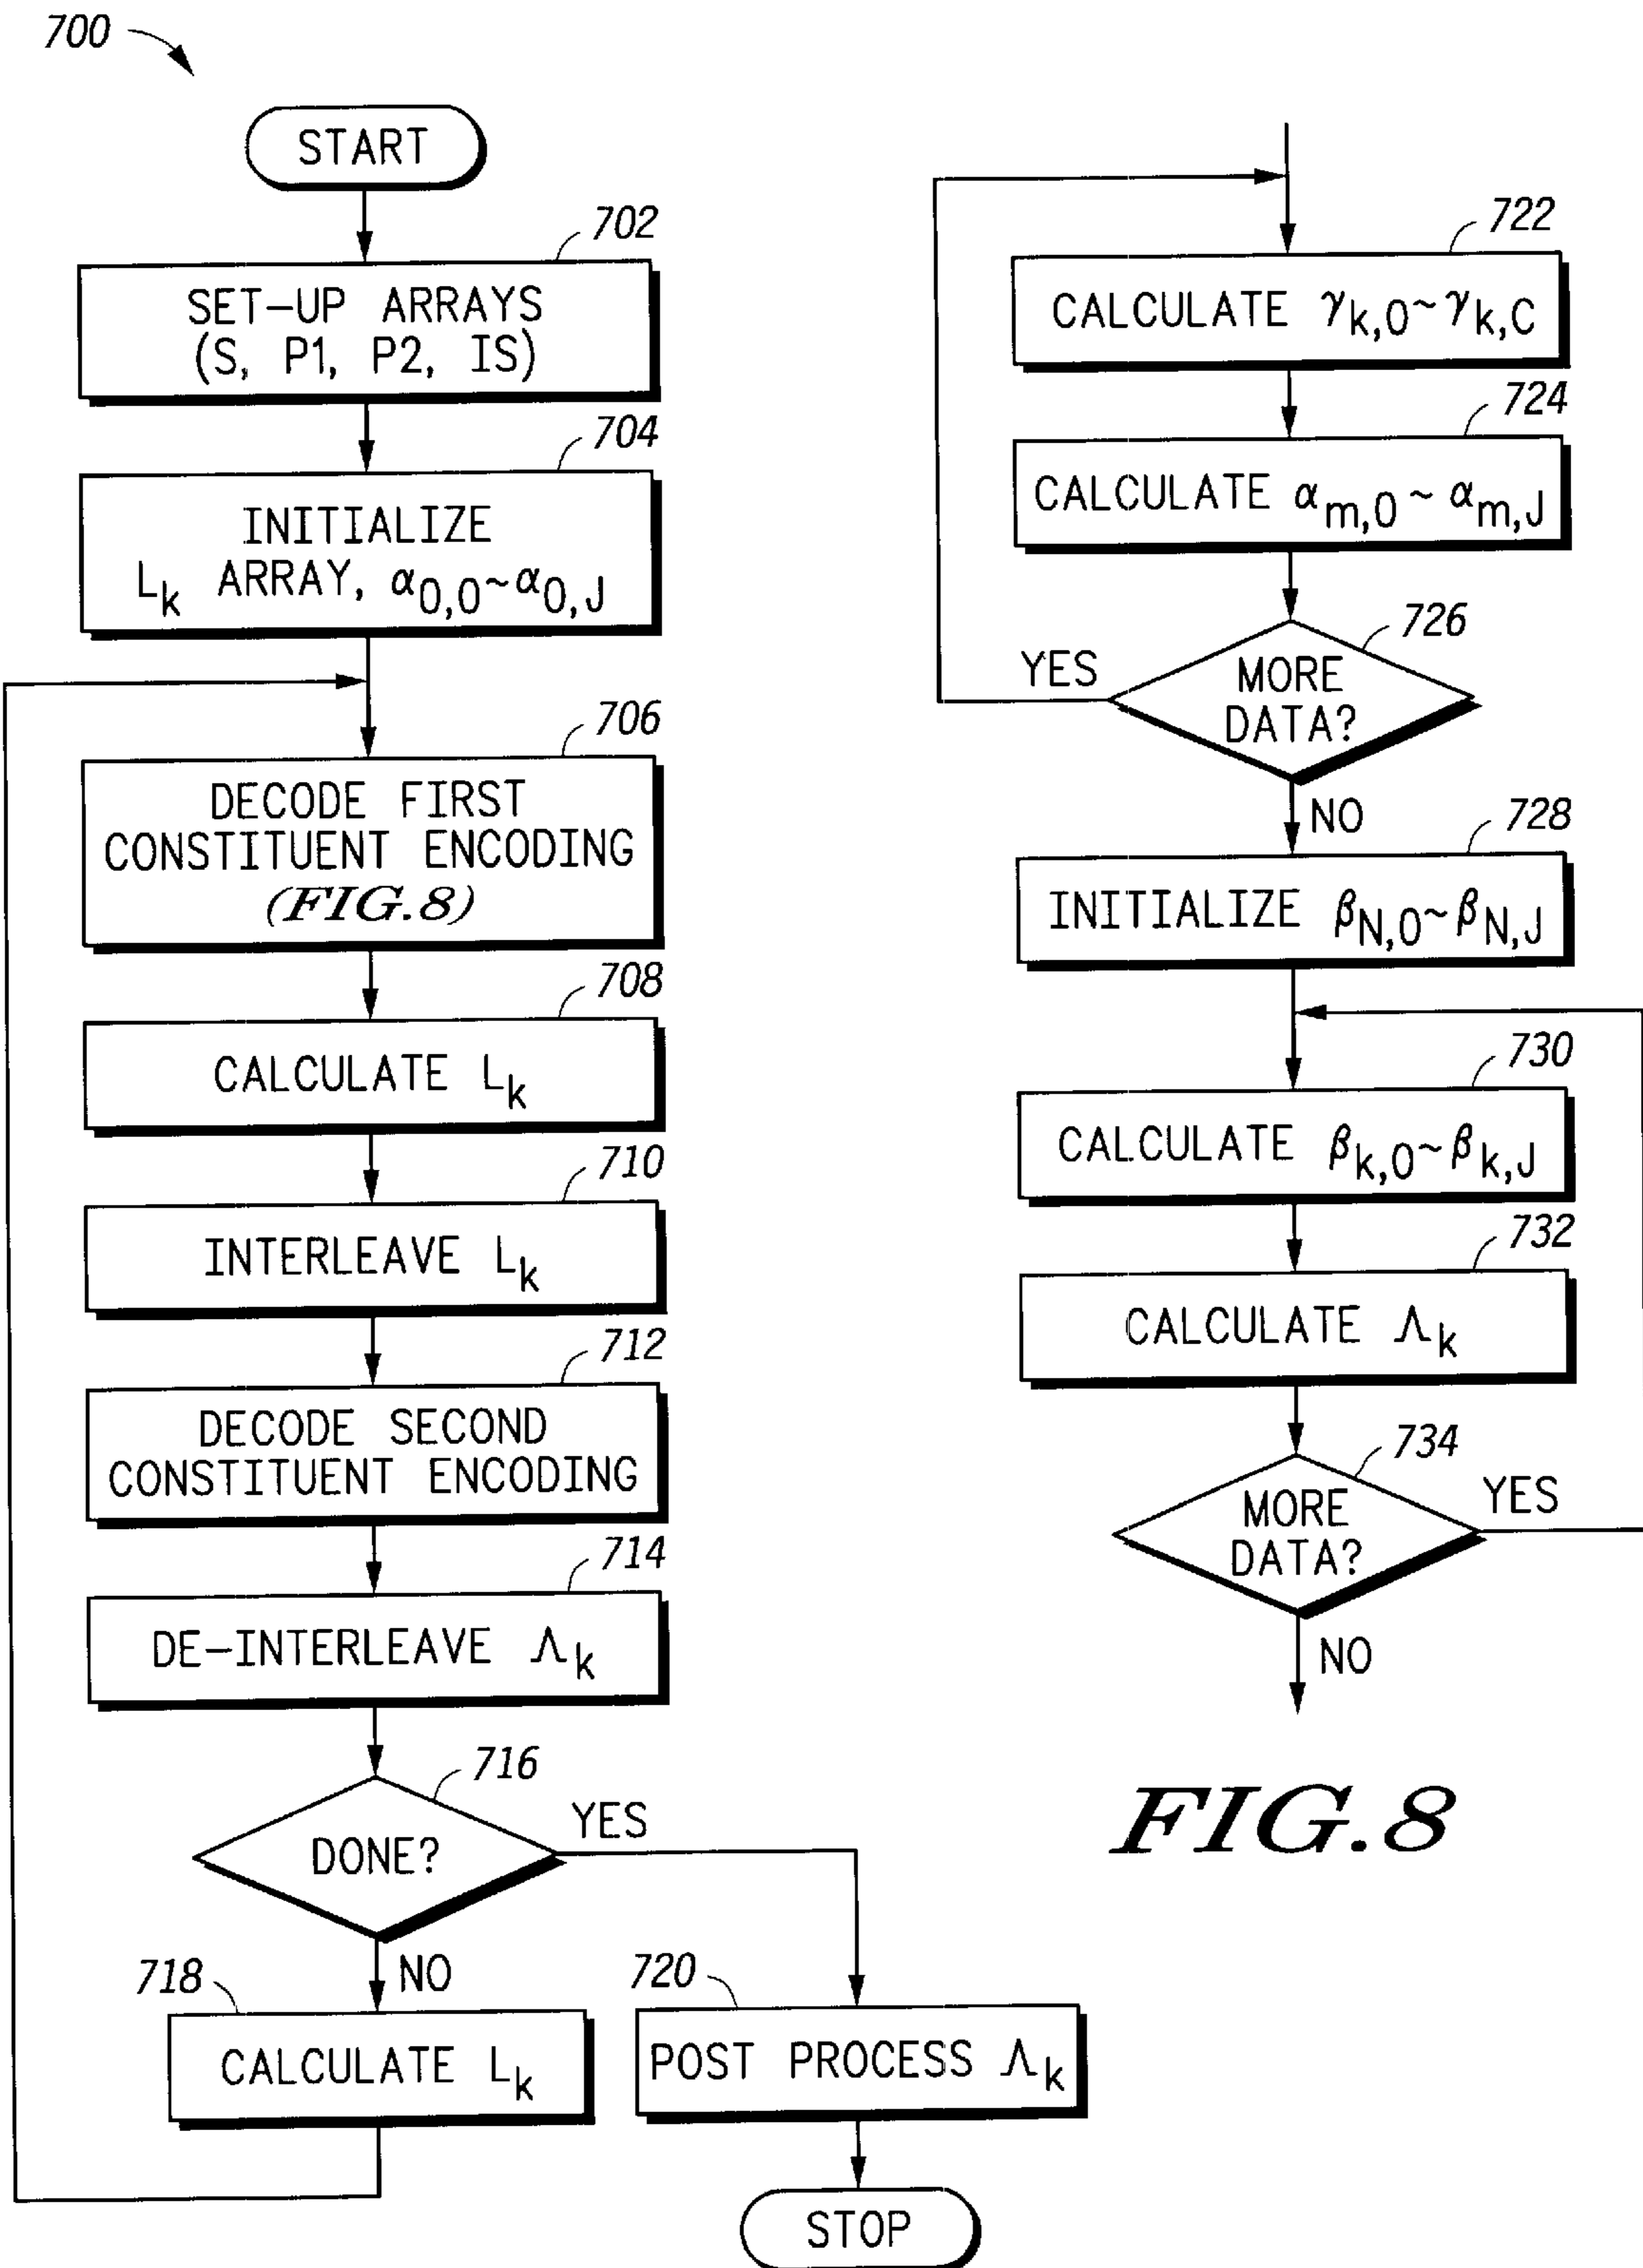 700
START
702
SET-UP ARRAYS
(S, P1, P2, IS)
704
INITIALIZE
Lk ARRAY, α0,0~α0,J
706
DECODE FIRST
CONSTITUENT ENCODING
(FIG.8)
708
CALCULATE Lk
710
INTERLEAVE Lk
712
DECODE SECOND
CONSTITUENT ENCODING
714
DE-INTERLEAVE Λk
716
DONE?
YES
NO
718
CALCULATE Lk
720
POST PROCESS Λk
STOP
722
CALCULATE γk,0~γk,C
724
CALCULATE αm,0~αm,J
726
MORE
DATA?
YES
NO
728
INITIALIZE βN,0~βN,J
730
CALCULATE βk,0~βk,J
732
CALCULATE Λk
734
MORE
DATA?
YES
NO
FIG.8